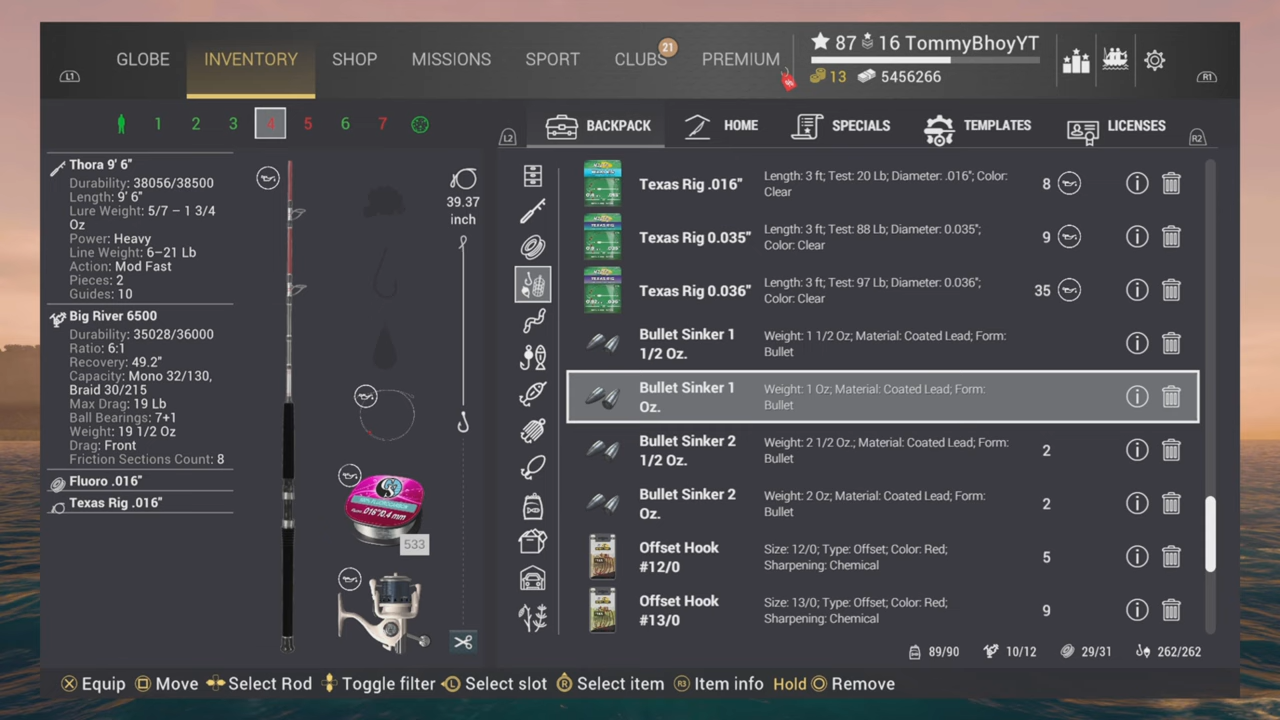 GLOBE INVENTORY SHOP MISSIONS SPORT CLUBS 21 PREMIUM 87 16 TommyBhoyYT
13 5456266
L1 R1
1 2 3 4 5 6 7
L2 BACKPACK HOME SPECIALS TEMPLATES LICENSES R2
Thora 9' 6"
Durability: 38056/38500
Length: 9' 6"
Lure Weight: 5/7 – 1 3/4
Oz
Power: Heavy
Line Weight: 6–21 Lb
Action: Mod Fast
Pieces: 2
Guides: 10
Big River 6500
Durability: 35028/36000
Ratio: 6:1
Recovery: 49.2"
Capacity: Mono 32/130,
Braid 30/215
Max Drag: 19 Lb
Ball Bearings: 7+1
Weight: 19 1/2 Oz
Drag: Front
Friction Sections Count: 8
Fluoro .016"
Texas Rig .016"
39.37
inch
.016"/0.4 mm
533
Texas Rig .016" Length: 3 ft; Test: 20 Lb; Diameter: .016"; Color: 8
Clear
Texas Rig 0.035" Length: 3 ft; Test: 88 Lb; Diameter: 0.035"; 9
Color: Clear
Texas Rig 0.036" Length: 3 ft; Test: 97 Lb; Diameter: 0.036"; 35
Color: Clear
Bullet Sinker 1 Weight: 1 1/2 Oz; Material: Coated Lead; Form:
1/2 Oz. Bullet
Bullet Sinker 1 Weight: 1 Oz; Material: Coated Lead; Form:
Oz. Bullet
Bullet Sinker 2 Weight: 2 1/2 Oz.; Material: Coated Lead; Form: 2
1/2 Oz. Bullet
Bullet Sinker 2 Weight: 2 Oz; Material: Coated Lead; Form: 2
Oz. Bullet
Offset Hook Size: 12/0; Type: Offset; Color: Red; 5
#12/0 Sharpening: Chemical
Offset Hook Size: 13/0; Type: Offset; Color: Red; 9
#13/0 Sharpening: Chemical
89/90 10/12 29/31 262/262
Equip Move Select Rod Toggle filter L Select slot R Select item R3 Item info Hold Remove